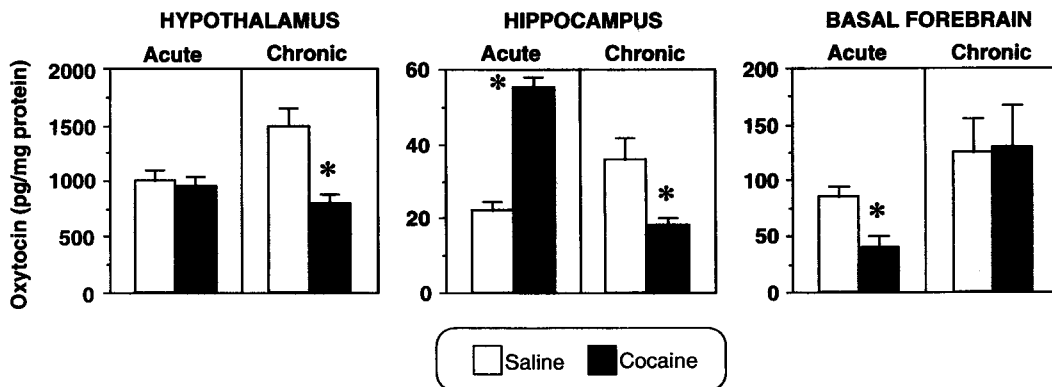 HYPOTHALAMUS
Acute Chronic
2000
1500
1000
500
0
Oxytocin (pg/mg protein)
*
HIPPOCAMPUS
Acute Chronic
60
40
20
0
*
*
BASAL FOREBRAIN
Acute Chronic
200
150
100
50
0
*
Saline Cocaine